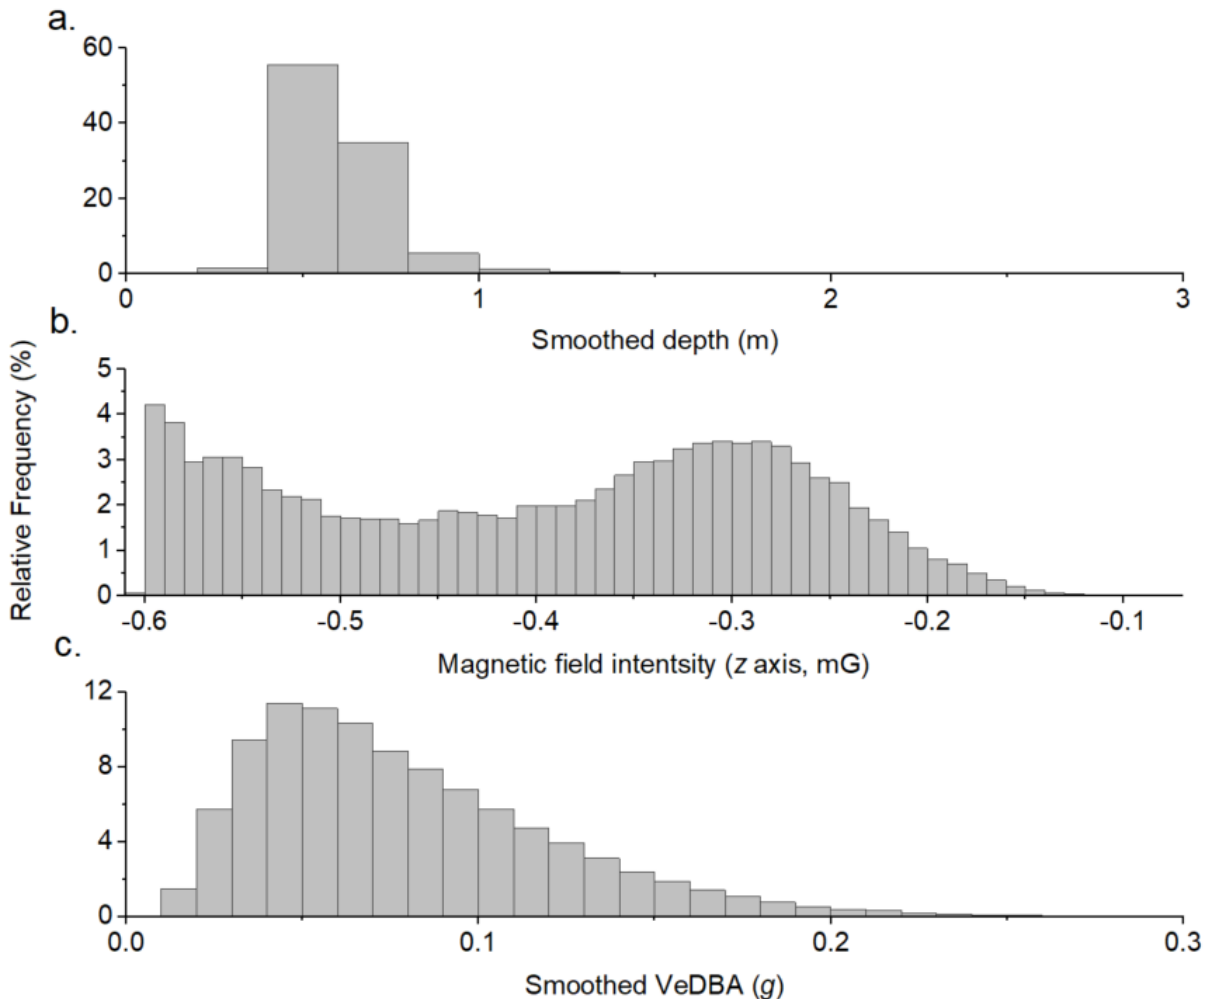 a.
60
40
20
0
0 1 2 3
Smoothed depth (m)
b.
Relative Frequency (%)
5
4
3
2
1
0
-0.6 -0.5 -0.4 -0.3 -0.2 -0.1
Magnetic field intentsity (z axis, mG)
c.
12
8
4
0
0.0 0.1 0.2 0.3
Smoothed VeDBA (g)